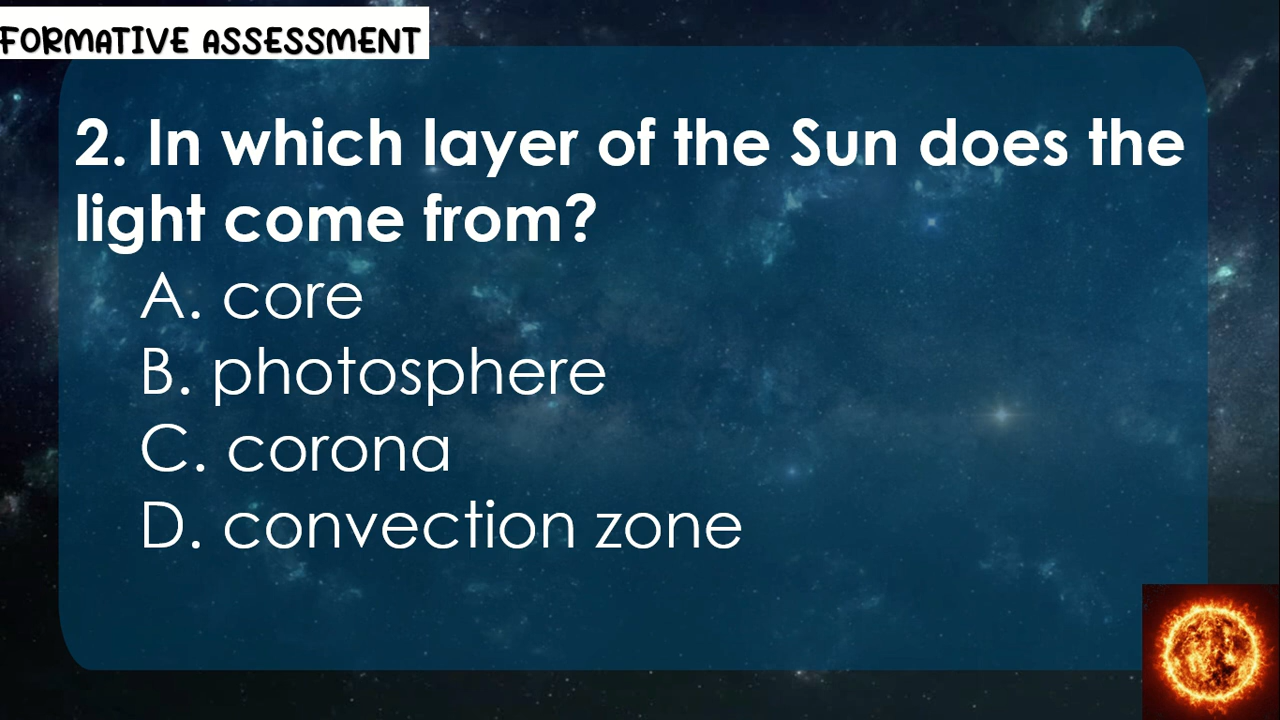 FORMATIVE ASSESSMENT
2. In which layer of the Sun does the
light come from?
A. core
B. photosphere
C. corona
D. convection zone